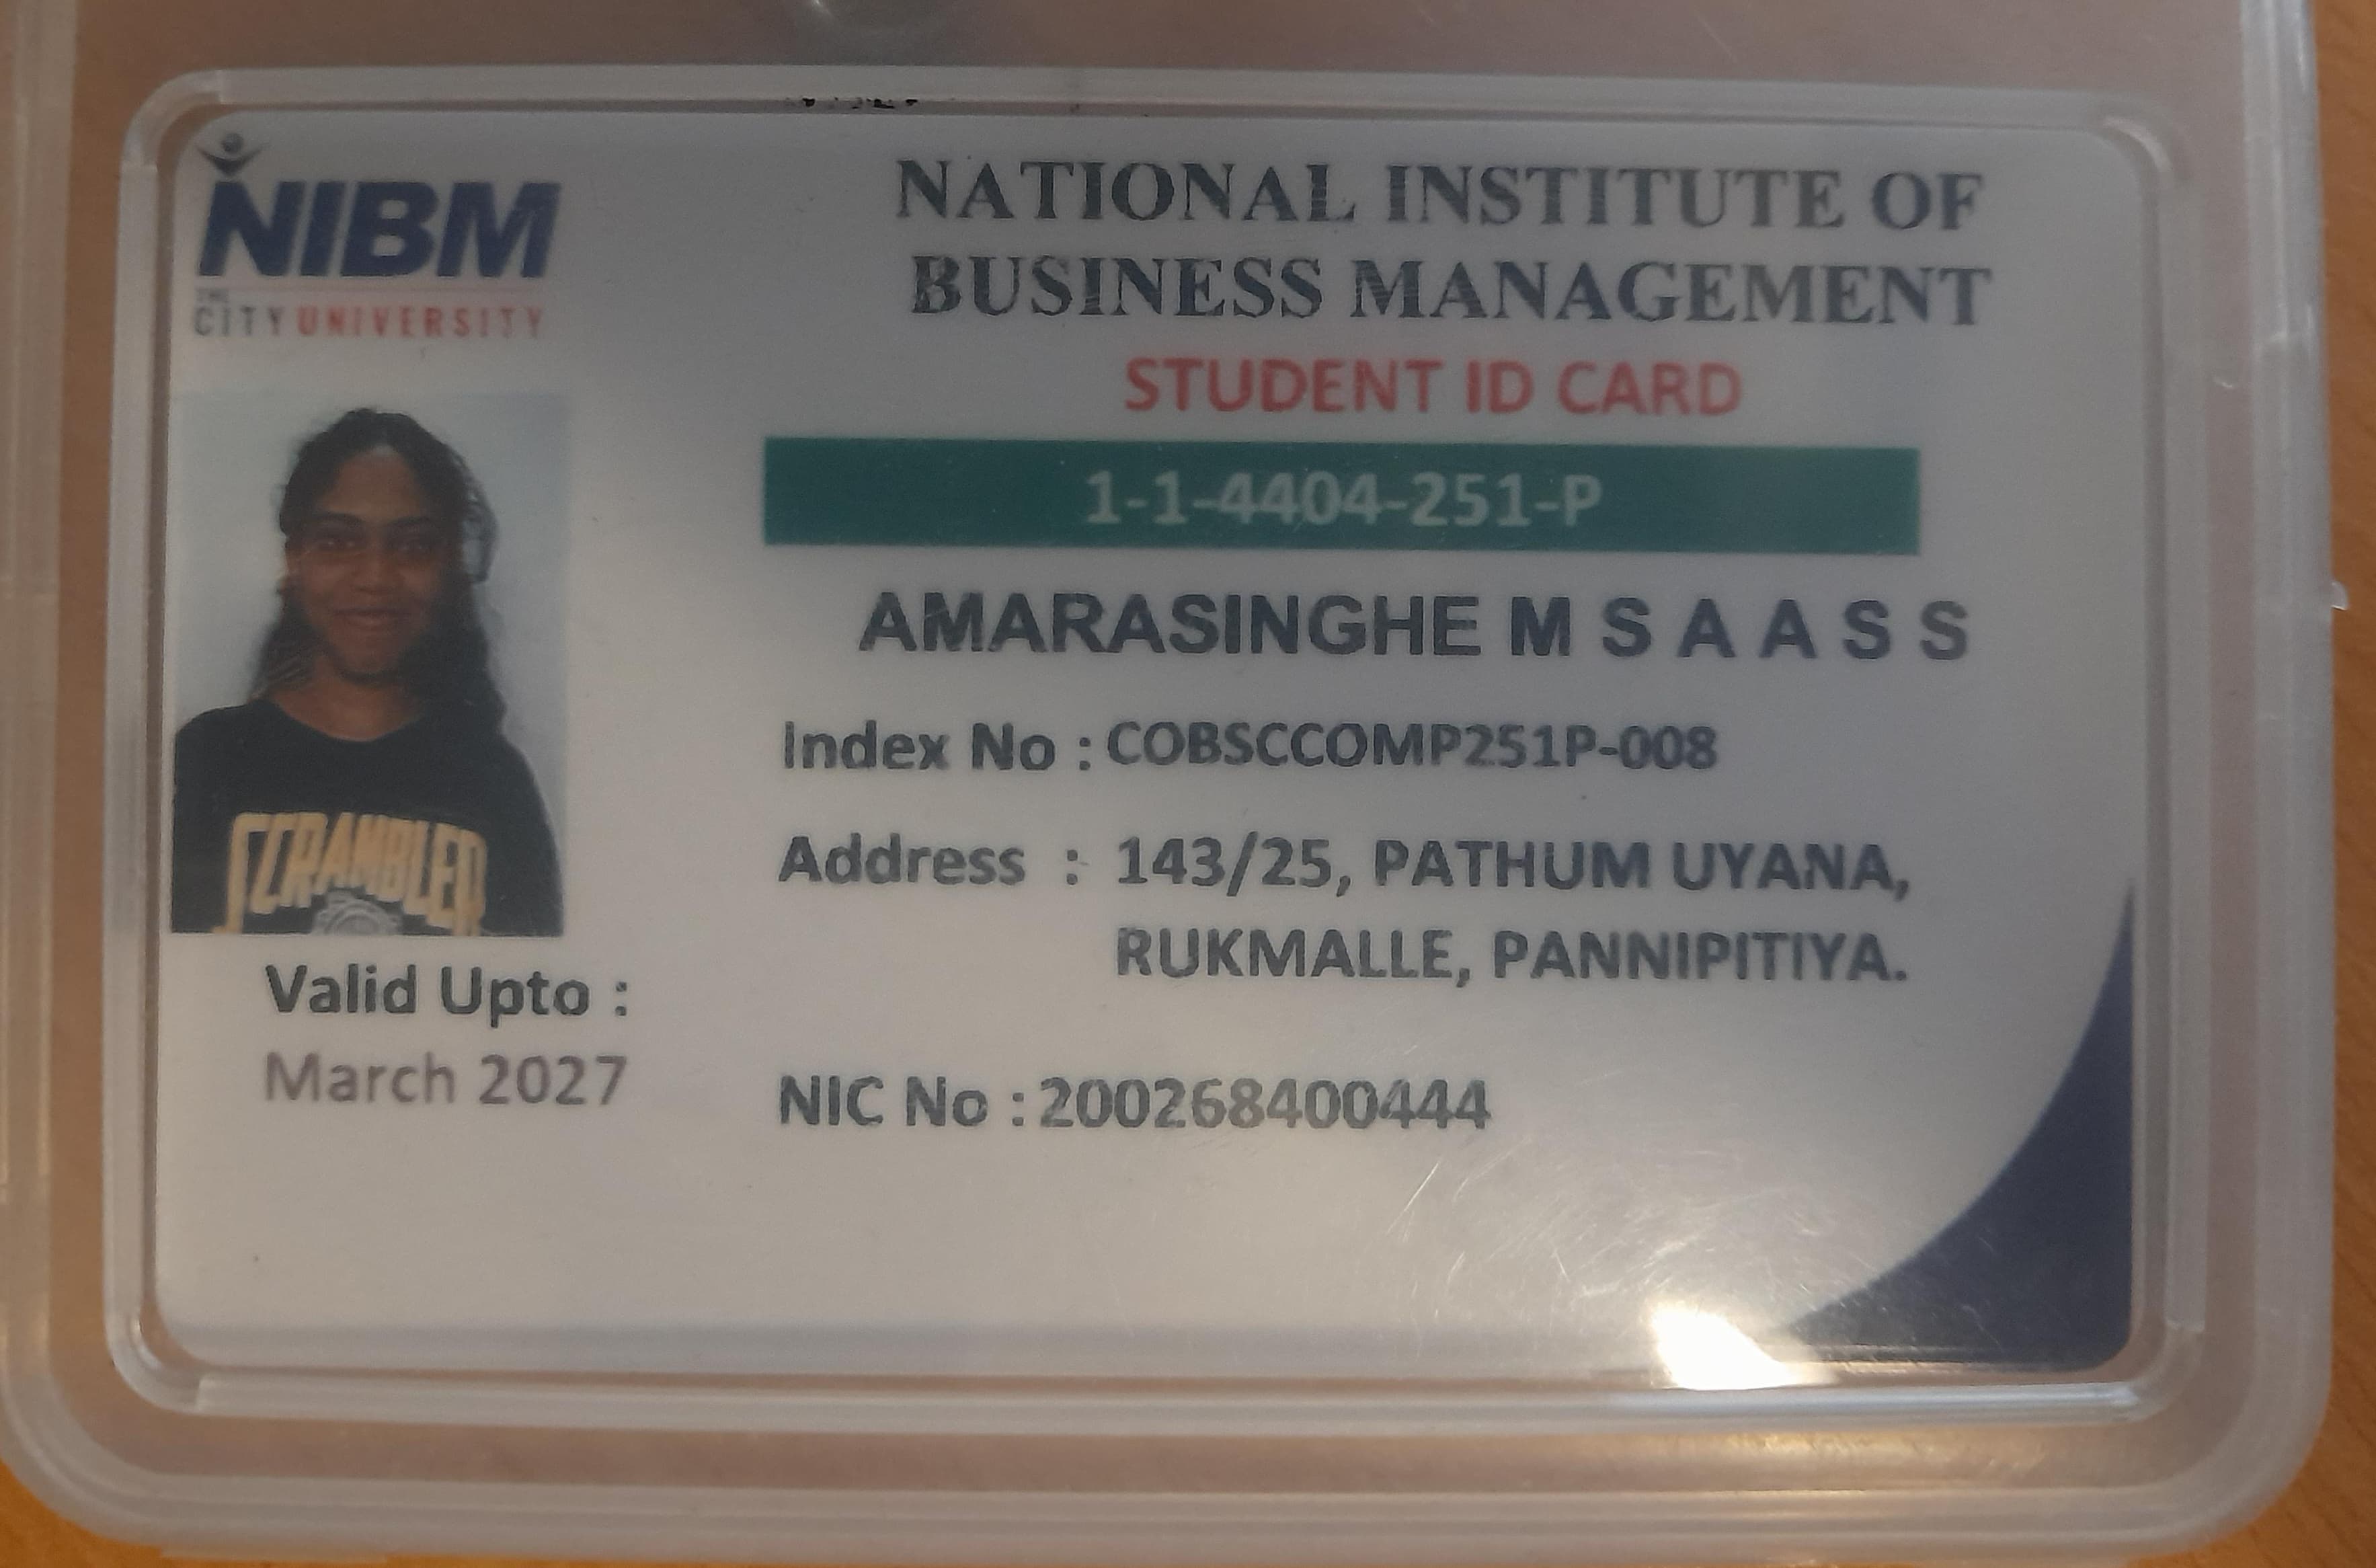 NIBM
THE
CITY UNIVERSITY
NATIONAL INSTITUTE OF
BUSINESS MANAGEMENT
STUDENT ID CARD
1-1-4404-251-P
AMARASINGHE M S A A S S
Index No : COBSCCOMP251P-008
Address : 143/25, PATHUM UYANA,
RUKMALLE, PANNIPITIYA.
NIC No : 200268400444
SCRAMBLER
Valid Upto :
March 2027